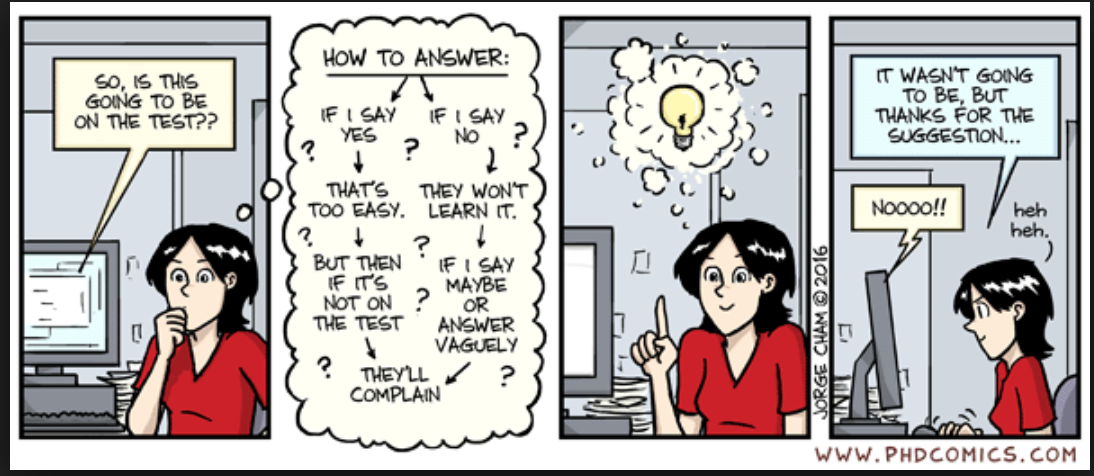 SO, IS THIS
GOING TO BE
ON THE TEST??
HOW TO ANSWER:
IF I SAY
YES
IF I SAY
NO
?
?
?
THAT'S
TOO EASY.
THEY WON'T
LEARN IT.
?
?
BUT THEN
IF IT'S
NOT ON
THE TEST
IF I SAY
MAYBE
OR
ANSWER
VAGUELY
?
?
THEY'LL
COMPLAIN
?
IT WASN'T GOING
TO BE, BUT
THANKS FOR THE
SUGGESTION...
NOOOO!!
heh
heh.
JORGE CHAM © 2016
WWW.PHDCOMICS.COM